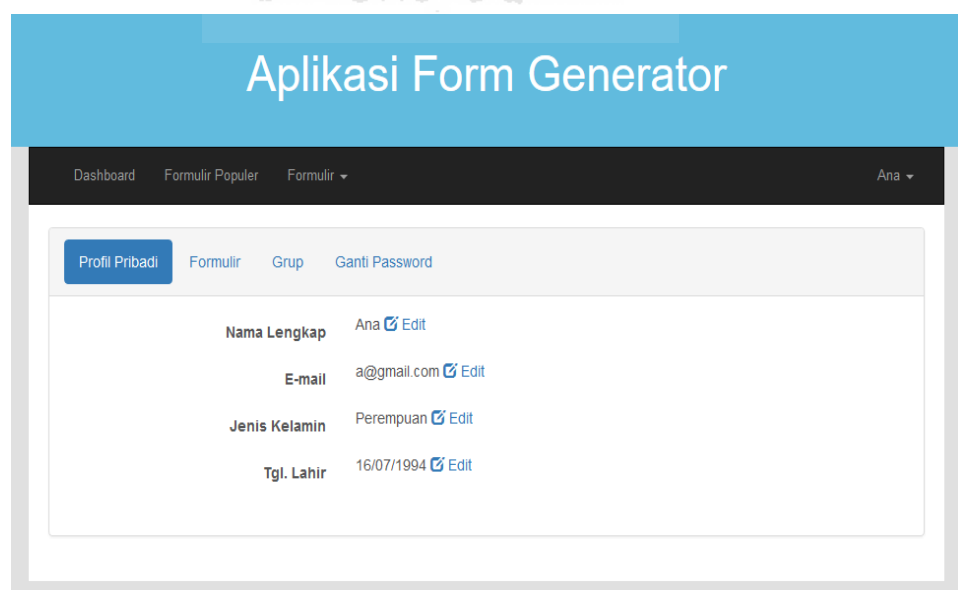 Aplikasi Form Generator
Dashboard Formulir Populer Formulir Ana
Profil Pribadi Formulir Grup Ganti Password
Nama Lengkap Ana Edit
E-mail a@gmail.com Edit
Jenis Kelamin Perempuan Edit
Tgl. Lahir 16/07/1994 Edit